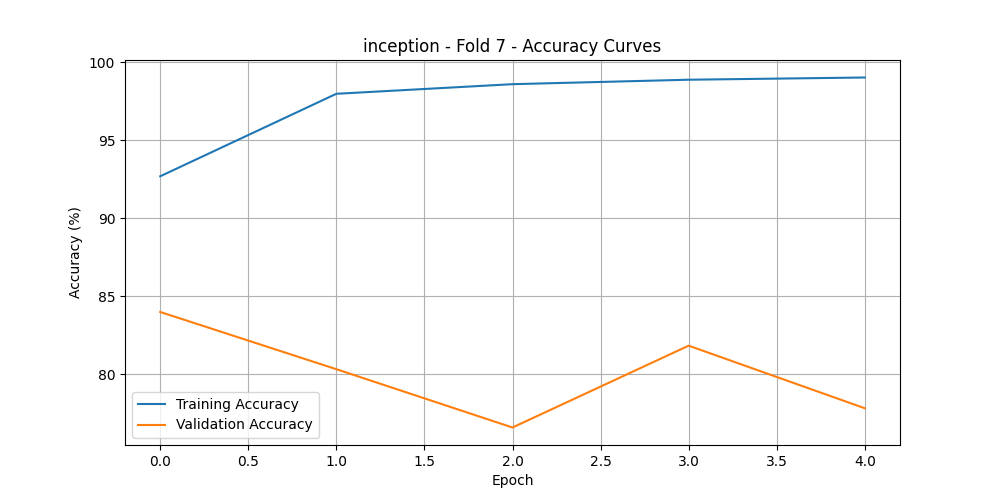 inception - Fold 7 - Accuracy Curves
Accuracy (%)
100
95
90
85
80
Training Accuracy
Validation Accuracy
0.0 0.5 1.0 1.5 2.0 2.5 3.0 3.5 4.0
Epoch